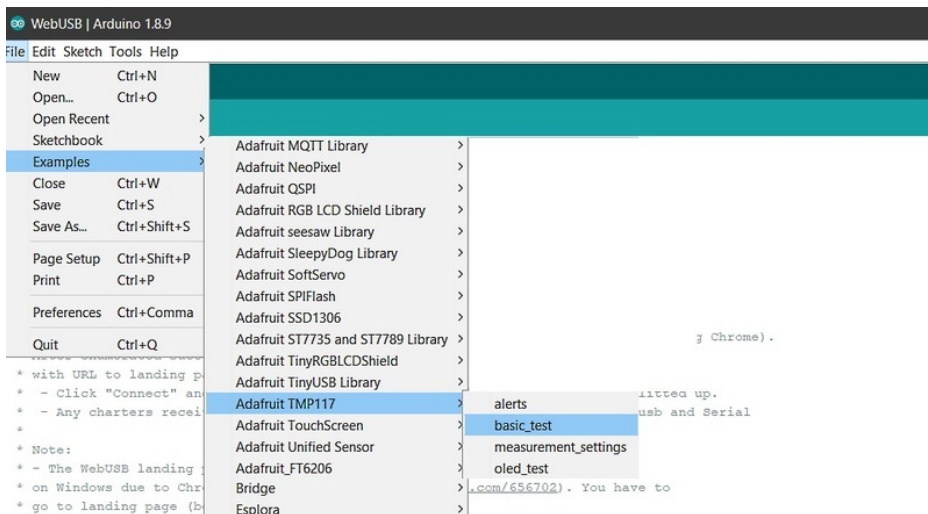 WebUSB | Arduino 1.8.9
File Edit Sketch Tools Help
New Ctrl+N
Open... Ctrl+O
Open Recent >
Sketchbook >
Examples >
Close Ctrl+W
Save Ctrl+S
Save As... Ctrl+Shift+S
Page Setup Ctrl+Shift+P
Print Ctrl+P
Preferences Ctrl+Comma
Quit Ctrl+Q
Adafruit MQTT Library >
Adafruit NeoPixel >
Adafruit QSPI >
Adafruit RGB LCD Shield Library >
Adafruit seesaw Library >
Adafruit SleepyDog Library >
Adafruit SoftServo >
Adafruit SPIFlash >
Adafruit SSD1306 >
Adafruit ST7735 and ST7789 Library >
Adafruit TinyRGBLCDShield >
Adafruit TinyUSB Library >
Adafruit TMP117 >
Adafruit TouchScreen >
Adafruit Unified Sensor >
Adafruit_FT6206 >
Bridge >
Esplora >
alerts
basic_test
measurement_settings
oled_test
g Chrome).
* with URL to landing p
* - Click "Connect" an
litted up.
* - Any charters recei
usb and Serial
*
* Note:
* - The WebUSB landing
* on Windows due to Chr
.com/656702). You have to
* go to landing page (b